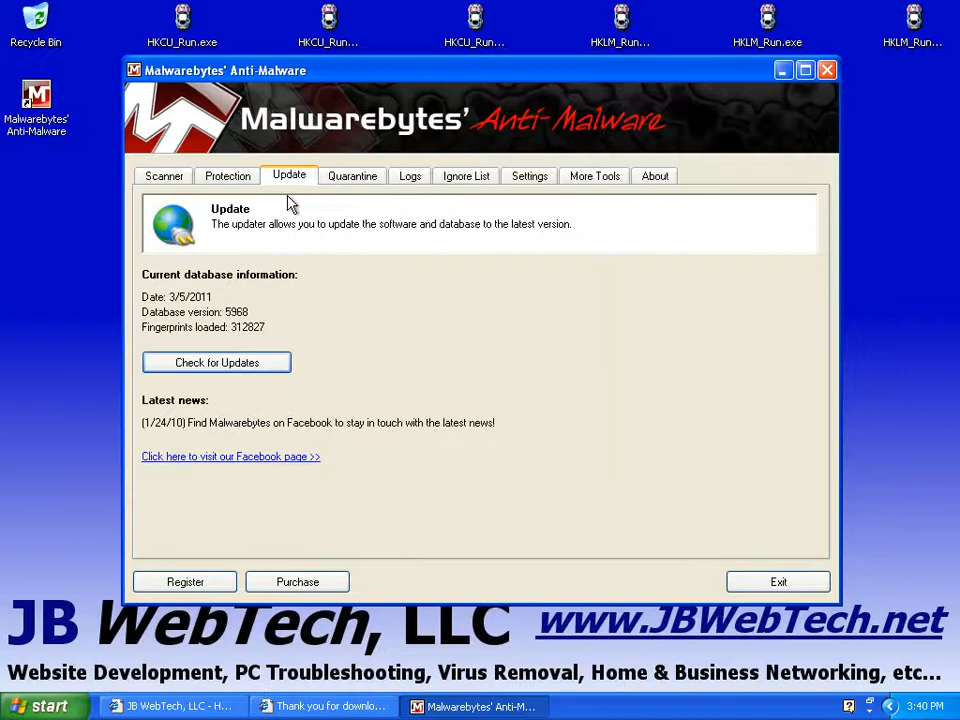 Recycle Bin
HKCU_Run.exe
HKCU_Run...
HKCU_Run...
HKLM_Run...
HKLM_Run.exe
HKLM_Run...
Malwarebytes'
Anti-Malware
Malwarebytes' Anti-Malware
Malwarebytes' Anti-Malware
Scanner
Protection
Update
Quarantine
Logs
Ignore List
Settings
More Tools
About
Update
The updater allows you to update the software and database to the latest version.
Current database information:
Date: 3/5/2011
Database version: 5968
Fingerprints loaded: 312827
Check for Updates
Latest news:
(1/24/10) Find Malwarebytes on Facebook to stay in touch with the latest news!
Click here to visit our Facebook page >>
Register
Purchase
Exit
JB WebTech, LLC
www.JBWebTech.net
Website Development, PC Troubleshooting, Virus Removal, Home & Business Networking, etc...
start
JB WebTech, LLC - H...
Thank you for downlo...
Malwarebytes' Anti-M...
3:40 PM